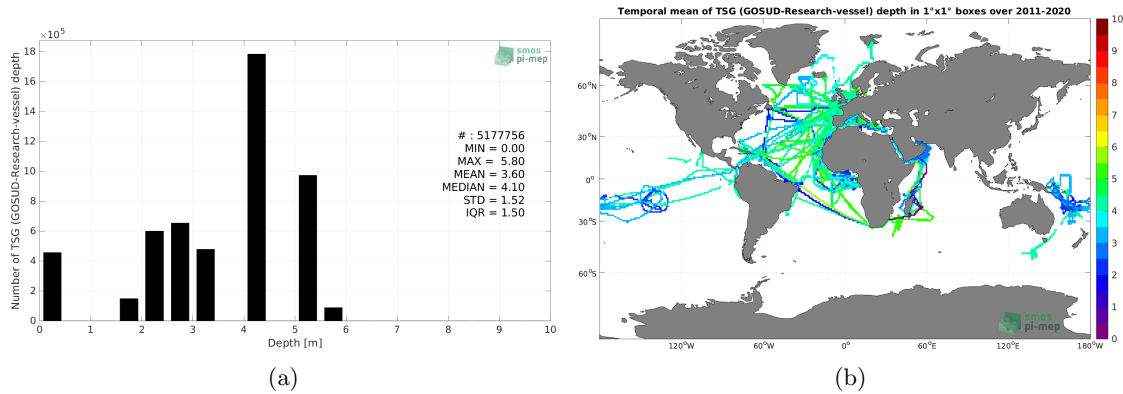 ×10⁵
18
16
14
12
10
8
6
4
2
0
Number of TSG (GOSUD-Research-vessel) depth
smos
pi-mep
# : 5177756
MIN = 0.00
MAX = 5.80
MEAN = 3.60
MEDIAN = 4.10
STD = 1.52
IQR = 1.50
0 1 2 3 4 5 6 7 8 9 10
Depth [m]
(a)
Temporal mean of TSG (GOSUD-Research-vessel) depth in 1°x1° boxes over 2011-2020
60°N
30°N
0°
30°S
60°S
120°W 60°W 0° 60°E 120°E 180°W
smos
pi-mep
10
9
8
7
6
5
4
3
2
1
0
(b)